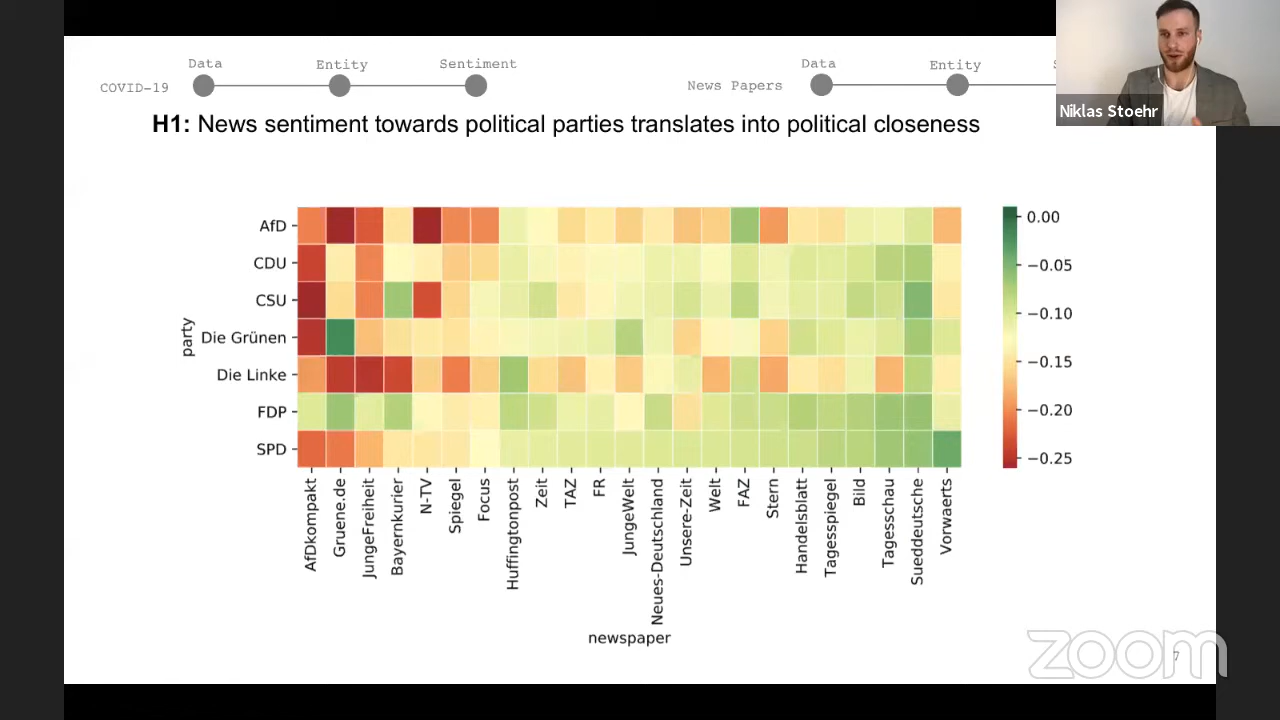 Data Entity Sentiment
COVID-19
Data Entity S
News Papers
Niklas Stoehr
H1: News sentiment towards political parties translates into political closeness
AfD
CDU
CSU
Die Grünen
Die Linke
FDP
SPD
party
0.00
−0.05
−0.10
−0.15
−0.20
−0.25
AfDkompakt
Gruene.de
JungeFreiheit
Bayernkurier
N-TV
Spiegel
Focus
Huffingtonpost
Zeit
TAZ
FR
JungeWelt
Neues-Deutschland
Unsere-Zeit
Welt
FAZ
Stern
Handelsblatt
Tagesspiegel
Bild
Tagesschau
Sueddeutsche
Vorwaerts
newspaper
zoom
7